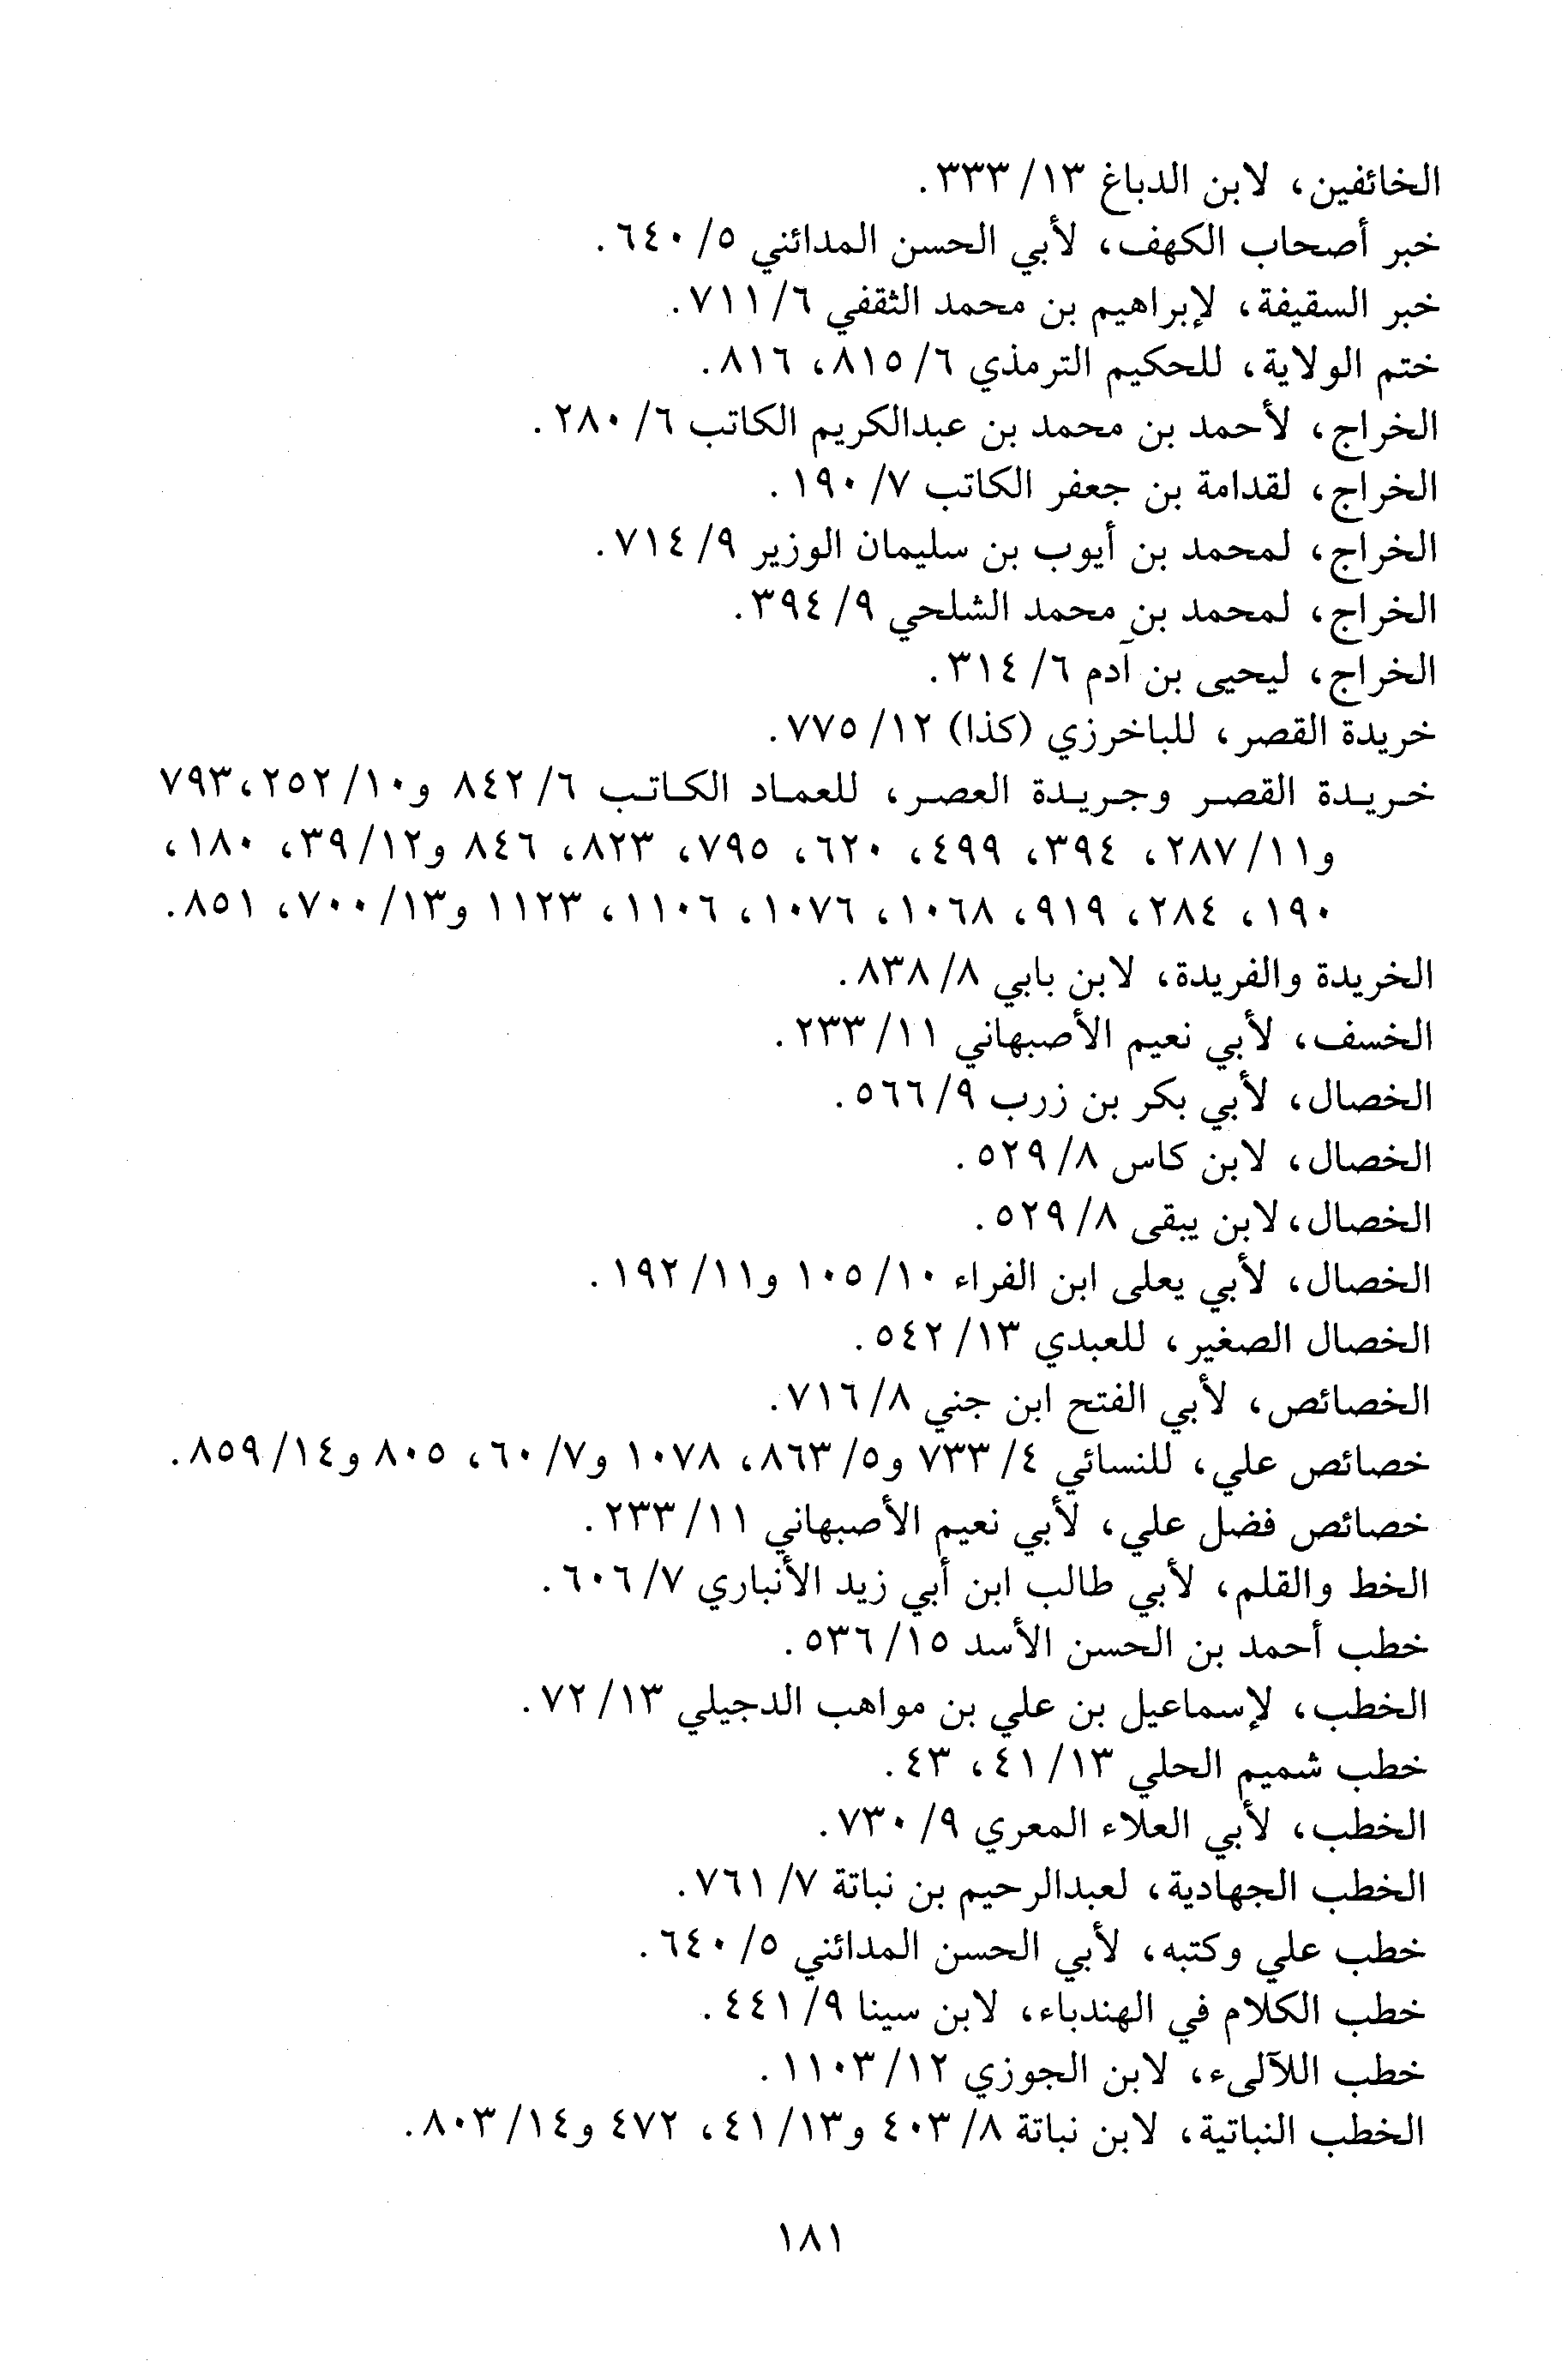 الخائفين، لابن الدباغ ١٣/ ٣٣٣.
خبر أصحاب الكهف، لأبي الحسن المدائني ٥/ ٦٤٠.
خبر السقيفة، لإبراهيم بن محمد الثقفي ٦/ ٧١١.
ختم الولاية، للحكيم الترمذي ٦/ ٨١٥، ٨١٦.
الخراج، لأحمد بن محمد بن عبدالكريم الكاتب ٦/ ٢٨٠.
الخراج، لقدامة بن جعفر الكاتب ٧/ ١٩٠.
الخراج، لمحمد بن أيوب بن سليمان الوزير ٩/ ٧١٤.
الخراج، لمحمد بن محمد الشلحي ٩/ ٣٩٤.
الخراج، ليحيى بن آدم ٦/ ٣١٤.
خريدة القصر، للباخرزي (كذا) ١٢/ ٧٧٥.
خريدة القصر وجريدة العصر، للعماد الكاتب ٦/ ٨٤٢ و١٠/ ٢٥٢،٧٩٣
و١١/ ٢٨٧، ٣٩٤، ٤٩٩، ٦٢٠، ٧٩٥، ٨٢٣، ٨٤٦ و١٢/ ٣٩، ١٨٠،
١٩٠، ٢٨٤، ٩١٩، ١٠٦٨، ١٠٧٦، ١١٠٦، ١١٢٣ و١٣/ ٧٠٠، ٨٥١.
الخريدة والفريدة، لابن بابي ٨/ ٨٣٨.
الخسف، لأبي نعيم الأصبهاني ١١/ ٢٣٣.
الخصال، لأبي بكر بن زرب ٩/ ٥٦٦.
الخصال، لابن كاس ٨/ ٥٢٩.
الخصال، لابن يبقى ٨/ ٥٢٩.
الخصال، لأبي يعلى ابن الفراء ١٠/ ١٠٥ و١١/ ١٩٢.
الخصال الصغير، للعبدي ١٣/ ٥٤٢.
الخصائص، لأبي الفتح ابن جني ٨/ ٧١٦.
خصائص علي، للنسائي ٤/ ٧٣٣ و٥/ ٨٦٣، ١٠٧٨ و٧/ ٦٠، ٨٠٥ و١٤/ ٨٥٩.
خصائص فضل علي، لأبي نعيم الأصبهاني ١١/ ٢٣٣.
الخط والقلم، لأبي طالب ابن أبي زيد الأنباري ٧/ ٦٠٦.
خطب أحمد بن الحسن الأسد ١٥/ ٥٣٦.
الخطب، لإسماعيل بن علي بن مواهب الدجيلي ١٣/ ٧٢.
خطب شميم الحلي ١٣/ ٤١، ٤٣.
الخطب، لأبي العلاء المعري ٩/ ٧٣٠.
الخطب الجهادية، لعبدالرحيم بن نباتة ٧/ ٧٦١.
خطب علي وكتبه، لأبي الحسن المدائني ٥/ ٦٤٠.
خطب الكلام في الهندباء، لابن سينا ٩/ ٤٤١.
خطب اللآلىء، لابن الجوزي ١٢/ ١١٠٣.
الخطب النباتية، لابن نباتة ٨/ ٤٠٣ و١٣/ ٤١، ٤٧٢ و١٤/ ٨٠٣.
١٨١